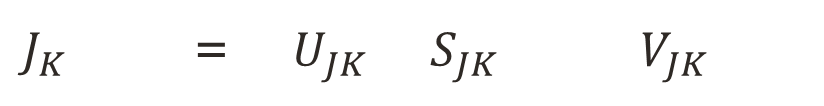 J_K = U_JK S_JK V_JK